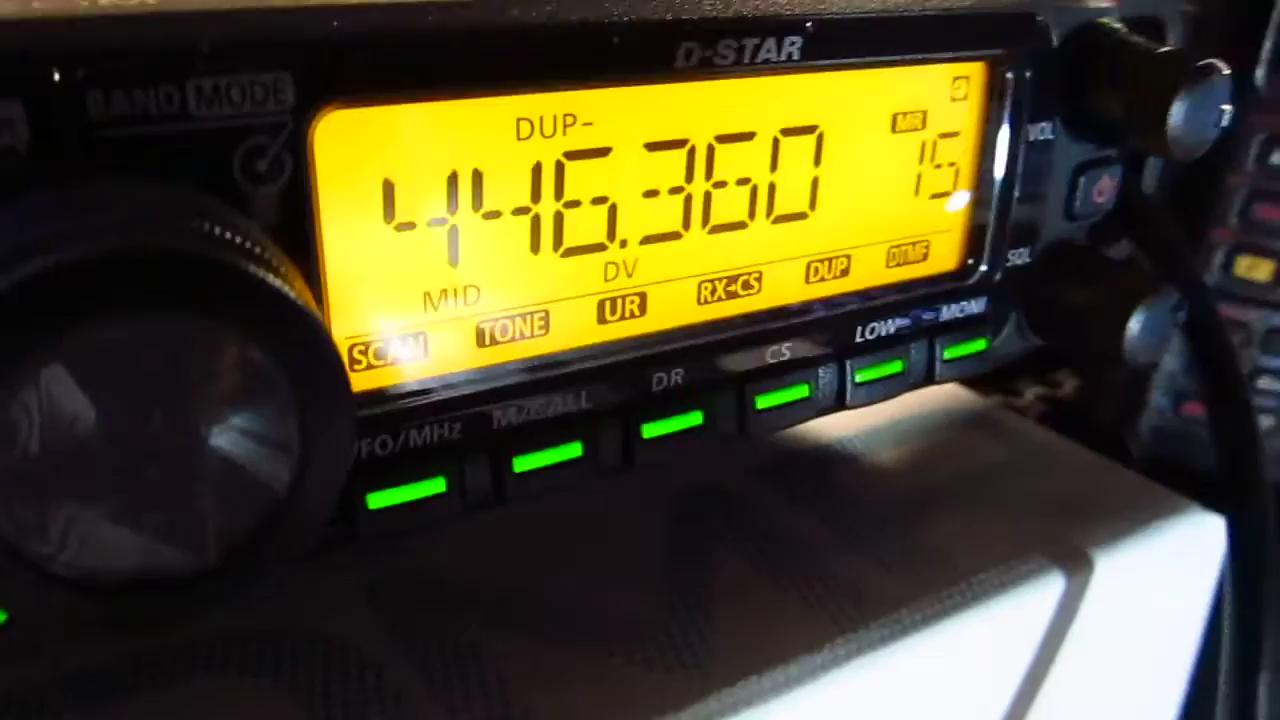 D-STAR
BAND MODE
DUP-
446.360
MR
15
MID
DV
SCAN
TONE
UR
RX→CS
DUP
DTMF
VOL
SQL
VFO/MHz
M/CALL
DR
CS
LOW
MONI